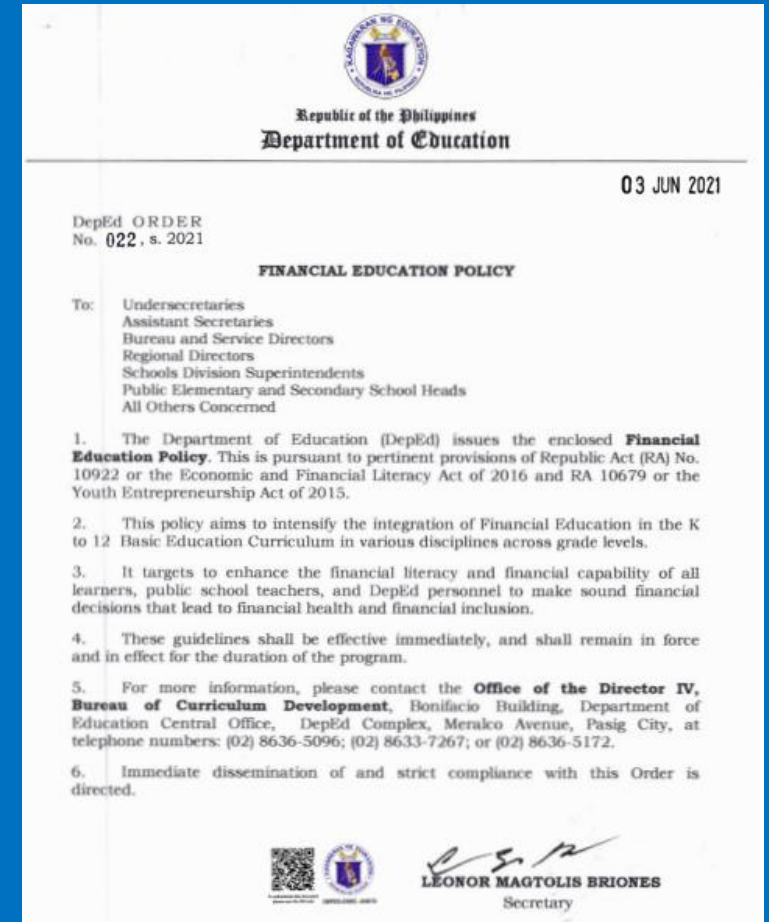 KAGAWARAN NG EDUKASYON
REPUBLIKA NG PILIPINAS
Republic of the Philippines
Department of Education
03 JUN 2021
DepEd ORDER
No. 022, s. 2021
FINANCIAL EDUCATION POLICY
To: Undersecretaries
Assistant Secretaries
Bureau and Service Directors
Regional Directors
Schools Division Superintendents
Public Elementary and Secondary School Heads
All Others Concerned
1. The Department of Education (DepEd) issues the enclosed Financial
Education Policy. This is pursuant to pertinent provisions of Republic Act (RA) No.
10922 or the Economic and Financial Literacy Act of 2016 and RA 10679 or the
Youth Entrepreneurship Act of 2015.
2. This policy aims to intensify the integration of Financial Education in the K
to 12 Basic Education Curriculum in various disciplines across grade levels.
3. It targets to enhance the financial literacy and financial capability of all
learners, public school teachers, and DepEd personnel to make sound financial
decisions that lead to financial health and financial inclusion.
4. These guidelines shall be effective immediately, and shall remain in force
and in effect for the duration of the program.
5. For more information, please contact the Office of the Director IV,
Bureau of Curriculum Development, Bonifacio Building, Department of
Education Central Office, DepEd Complex, Meralco Avenue, Pasig City, at
telephone numbers: (02) 8636-5096; (02) 8633-7267; or (02) 8636-5172.
6. Immediate dissemination of and strict compliance with this Order is
directed.
LEONOR MAGTOLIS BRIONES
Secretary